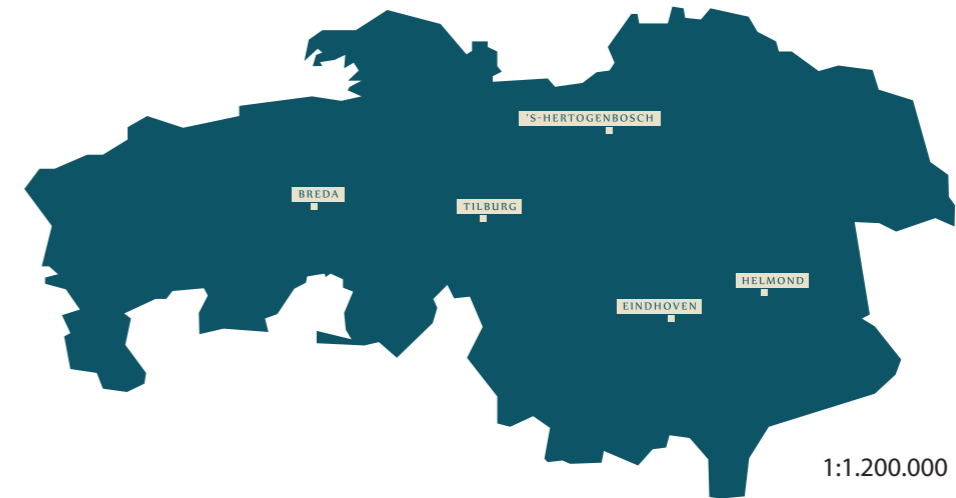 'S-HERTOGENBOSCH
BREDA
TILBURG
HELMOND
EINDHOVEN
1:1.200.000